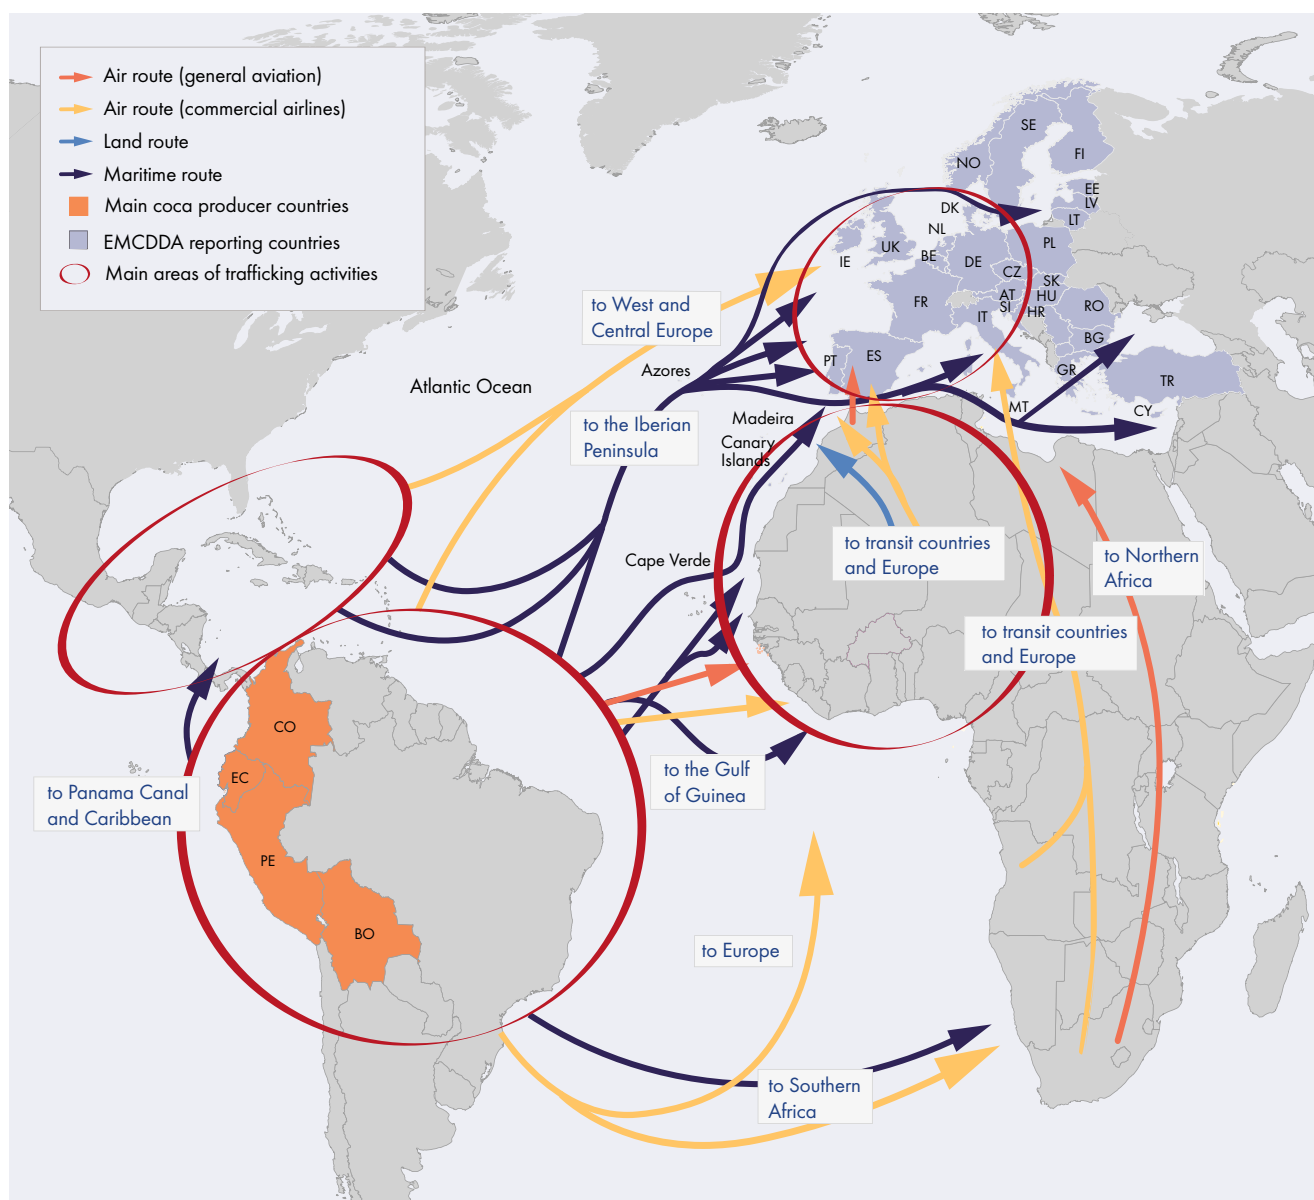 Air route (general aviation)
Air route (commercial airlines)
Land route
Maritime route
Main coca producer countries
EMCDDA reporting countries
Main areas of trafficking activities
SE
FI
NO
EE
LV
LT
DK
NL
IE
UK
BE
DE
PL
CZ
SK
AT
HU
SI
HR
RO
FR
IT
BG
PT
ES
GR
TR
MT
CY
to West and
Central Europe
Azores
Atlantic Ocean
to the Iberian
Peninsula
Madeira
Canary
Islands
Cape Verde
to transit countries
and Europe
to Northern
Africa
to transit countries
and Europe
CO
EC
PE
BO
to Panama Canal
and Caribbean
to the Gulf
of Guinea
to Europe
to Southern
Africa